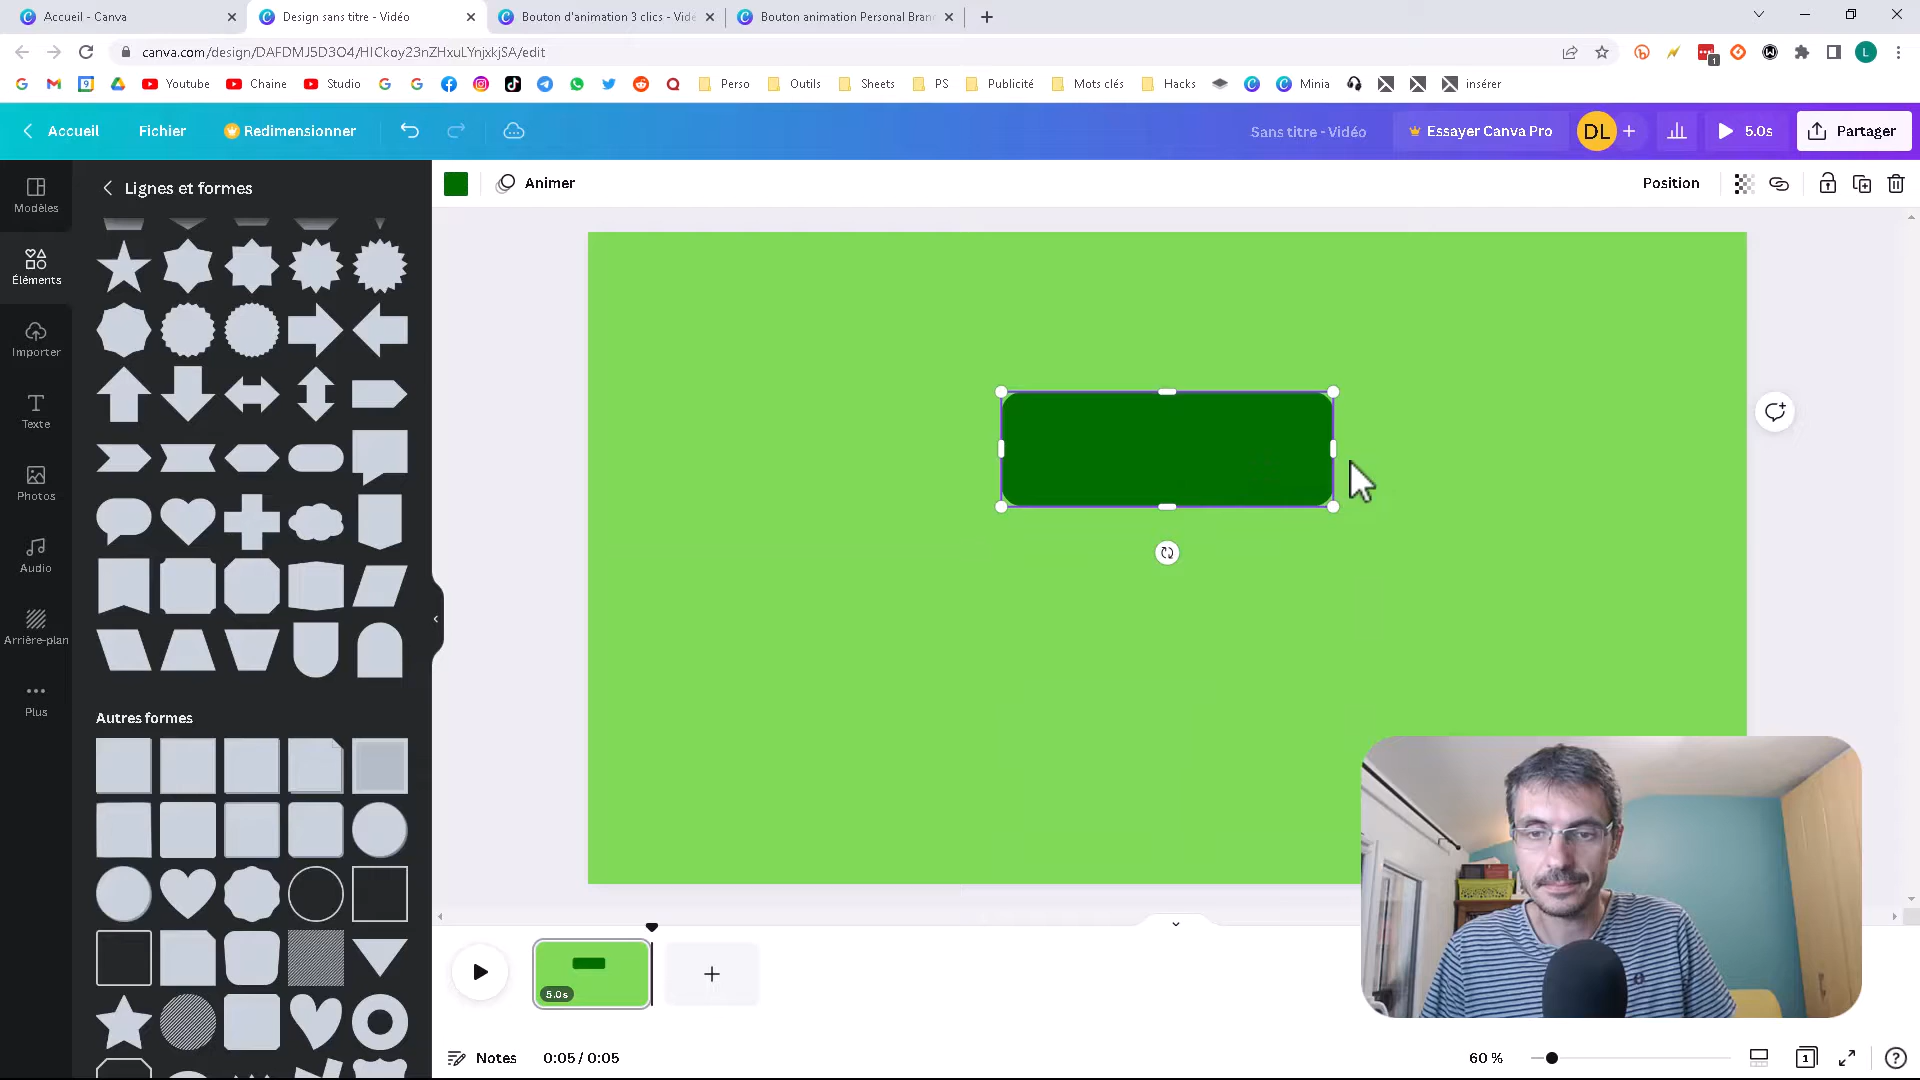 Accueil - Canva
Design sans titre - Vidéo
Bouton d'animation 3 clics - Vidé
Bouton animation Personal Bran
canva.com/design/DAFDMJ5D3O4/HICkoy23nZHxuLYnjxkjSA/edit
L
Youtube
Chaine
Studio
Perso
Outils
Sheets
PS
Publicité
Mots clés
Hacks
Minia
insérer
Accueil
Fichier
Redimensionner
Sans titre - Vidéo
Essayer Canva Pro
DL
5.0s
Partager
Modèles
Éléments
Importer
Texte
Photos
Audio
Arrière-plan
Plus
Lignes et formes
Animer
Position
Autres formes
5.0s
Notes
0:05 / 0:05
60 %
1